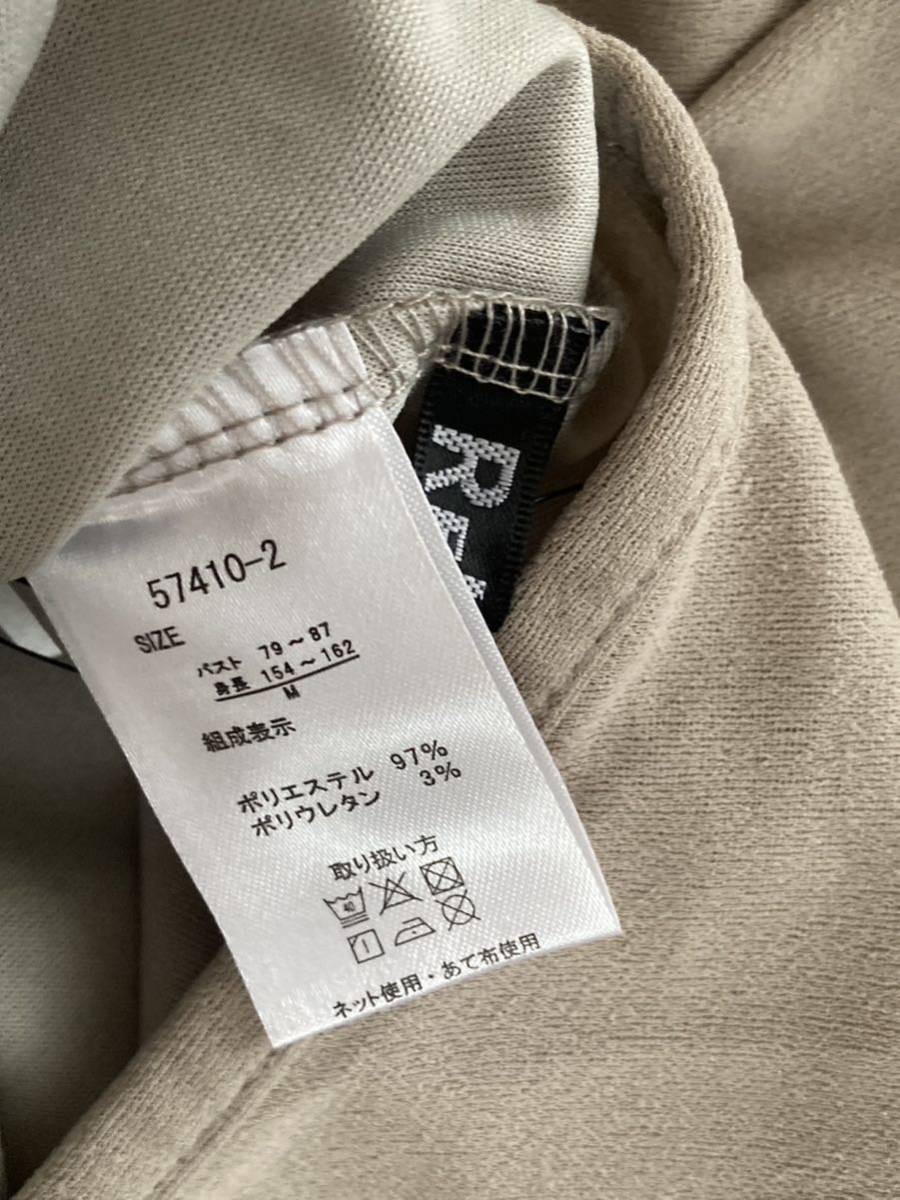 57410-2
SIZE
バスト 79～87
身長 154～162
M
組成表示
ポリエステル 97%
ポリウレタン 3%
取り扱い方
40
ネット使用・あて布使用